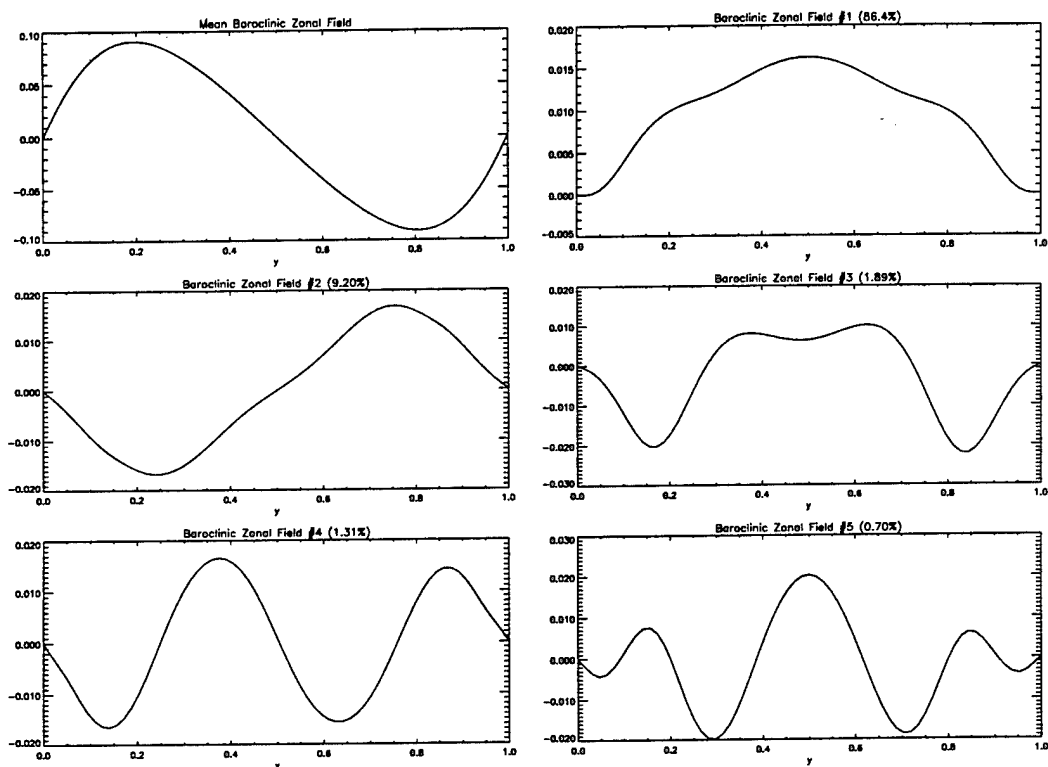 Mean Baroclinic Zonal Field
0.10
0.05
0.00
−0.05
−0.10
0.0 0.2 0.4 0.6 0.8 1.0
y
Baroclinic Zonal Field #1 (86.4%)
0.020
0.015
0.010
0.005
0.000
−0.005
0.0 0.2 0.4 0.6 0.8 1.0
y
Baroclinic Zonal Field #2 (9.20%)
0.020
0.010
0.000
−0.010
−0.020
0.0 0.2 0.4 0.6 0.8 1.0
y
Baroclinic Zonal Field #3 (1.89%)
0.020
0.010
0.000
−0.010
−0.020
−0.030
0.0 0.2 0.4 0.6 0.8 1.0
y
Baroclinic Zonal Field #4 (1.31%)
0.020
0.010
0.000
−0.010
−0.020
0.0 0.2 0.4 0.6 0.8 1.0
y
Baroclinic Zonal Field #5 (0.70%)
0.030
0.020
0.010
0.000
−0.010
−0.020
0.0 0.2 0.4 0.6 0.8 1.0
y